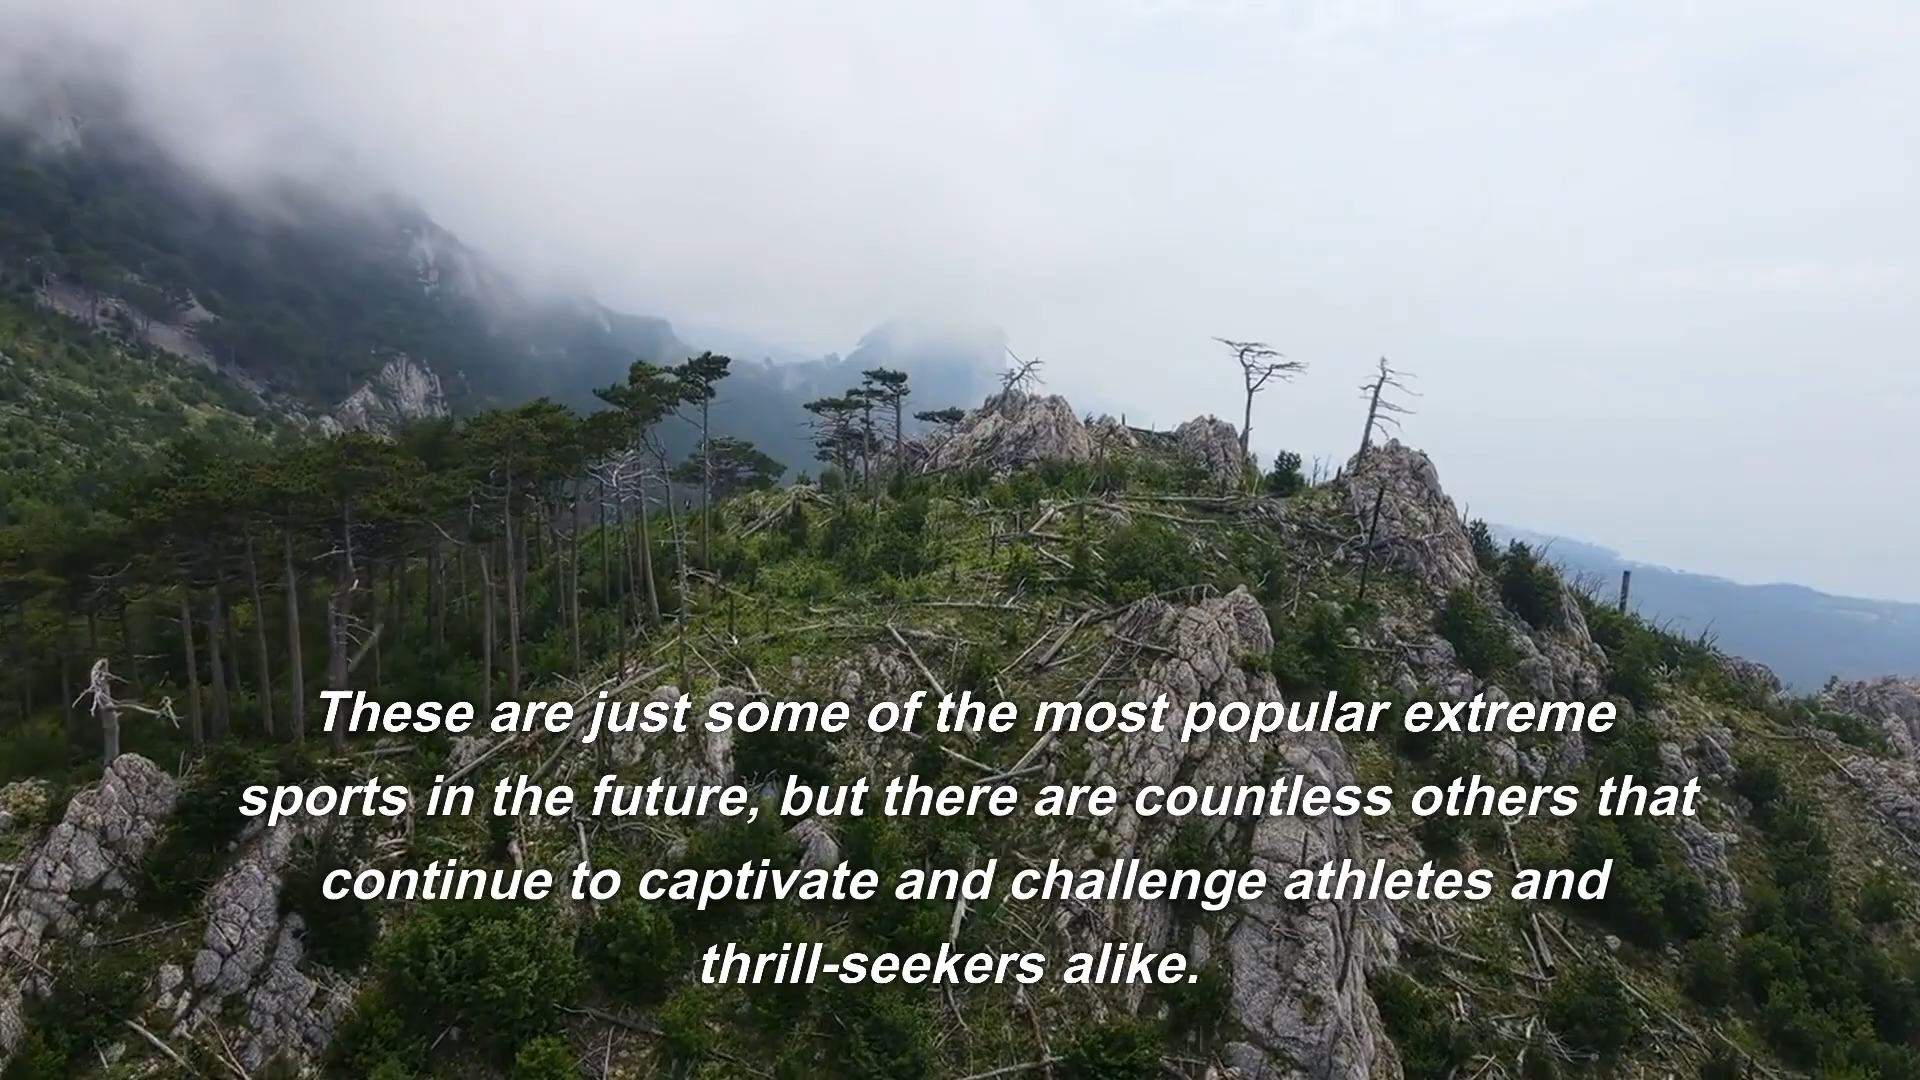 These are just some of the most popular extreme
sports in the future, but there are countless others that
continue to captivate and challenge athletes and
thrill-seekers alike.